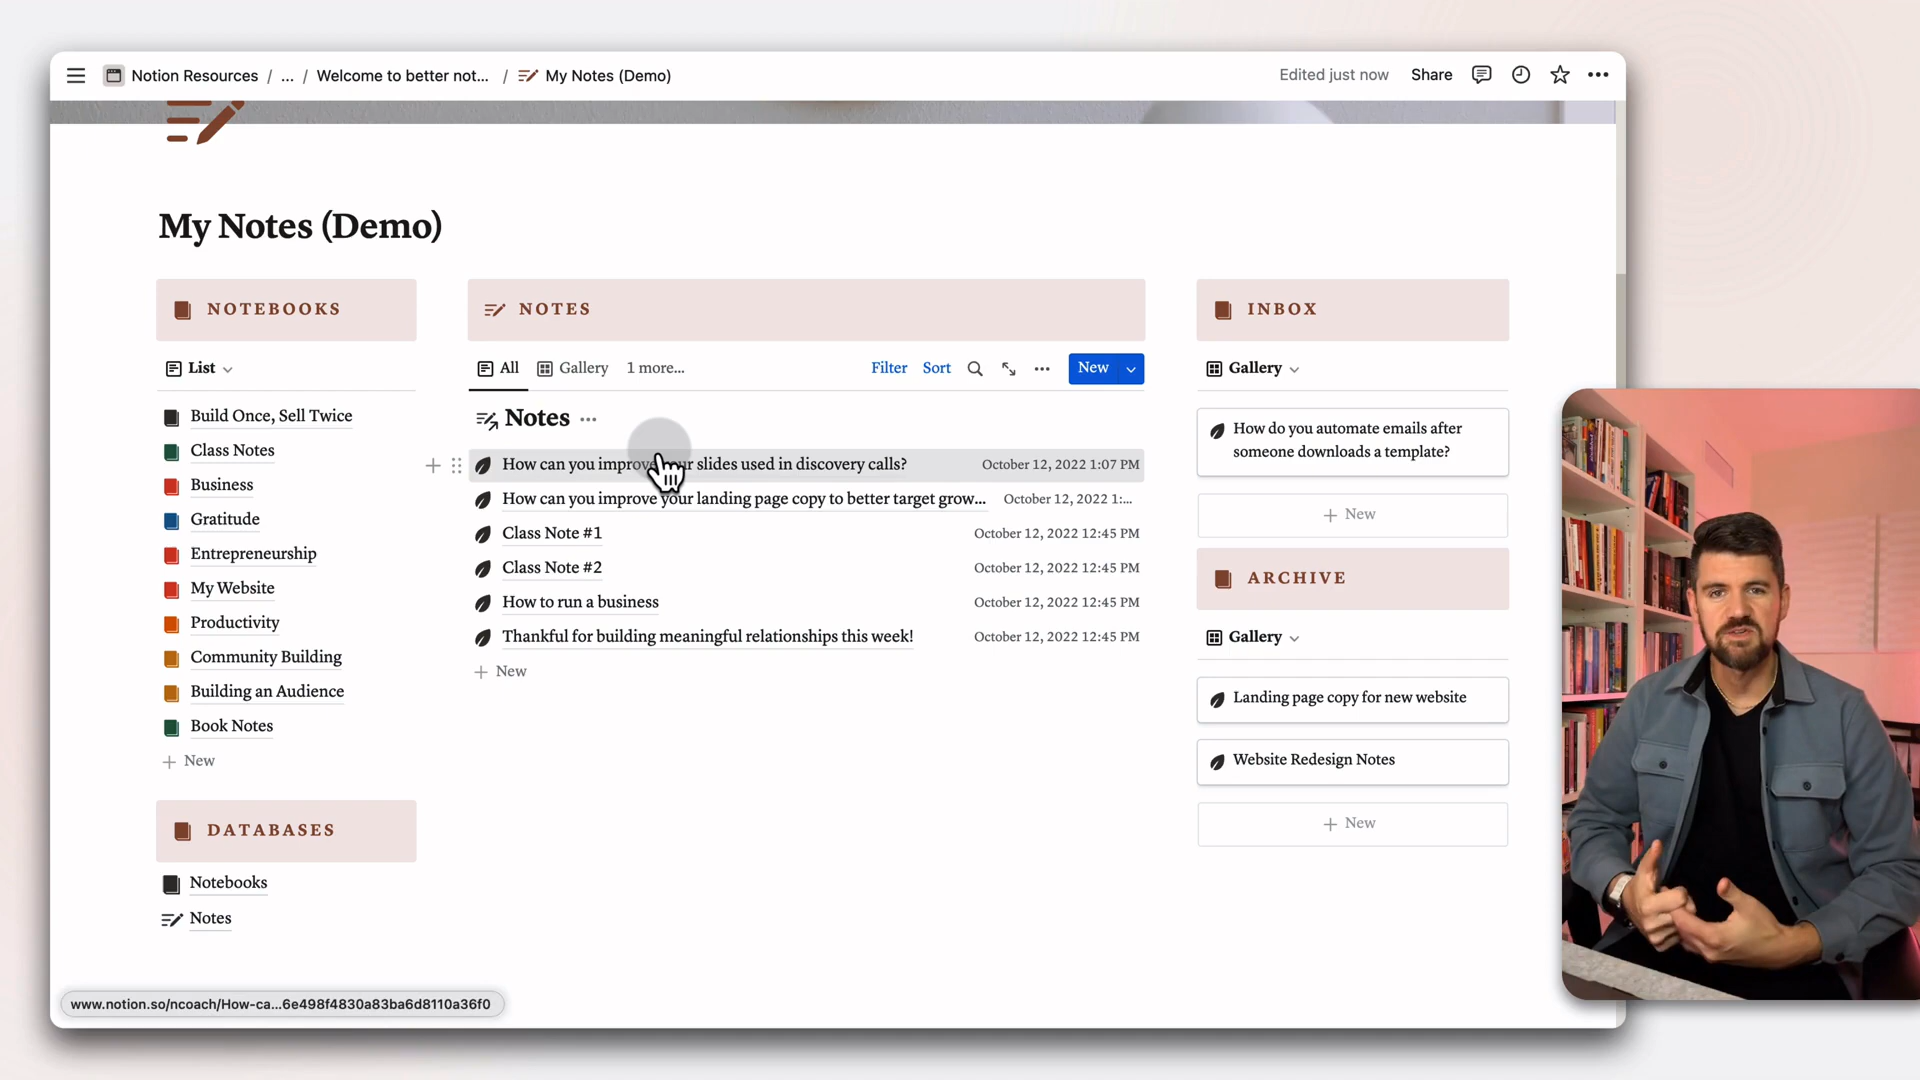 Notion Resources / ... / Welcome to better not... / My Notes (Demo)
Edited just now Share
My Notes (Demo)
NOTEBOOKS
List
Build Once, Sell Twice
Class Notes
Business
Gratitude
Entrepreneurship
My Website
Productivity
Community Building
Building an Audience
Book Notes
+ New
DATABASES
Notebooks
Notes
NOTES
All Gallery 1 more... Filter Sort New
Notes
How can you improve your slides used in discovery calls? October 12, 2022 1:07 PM
How can you improve your landing page copy to better target grow... October 12, 2022 1:...
Class Note #1 October 12, 2022 12:45 PM
Class Note #2 October 12, 2022 12:45 PM
How to run a business October 12, 2022 12:45 PM
Thankful for building meaningful relationships this week! October 12, 2022 12:45 PM
+ New
INBOX
Gallery
How do you automate emails after
someone downloads a template?
+ New
ARCHIVE
Gallery
Landing page copy for new website
Website Redesign Notes
+ New
www.notion.so/ncoach/How-ca...6e498f4830a83ba6d8110a36f0